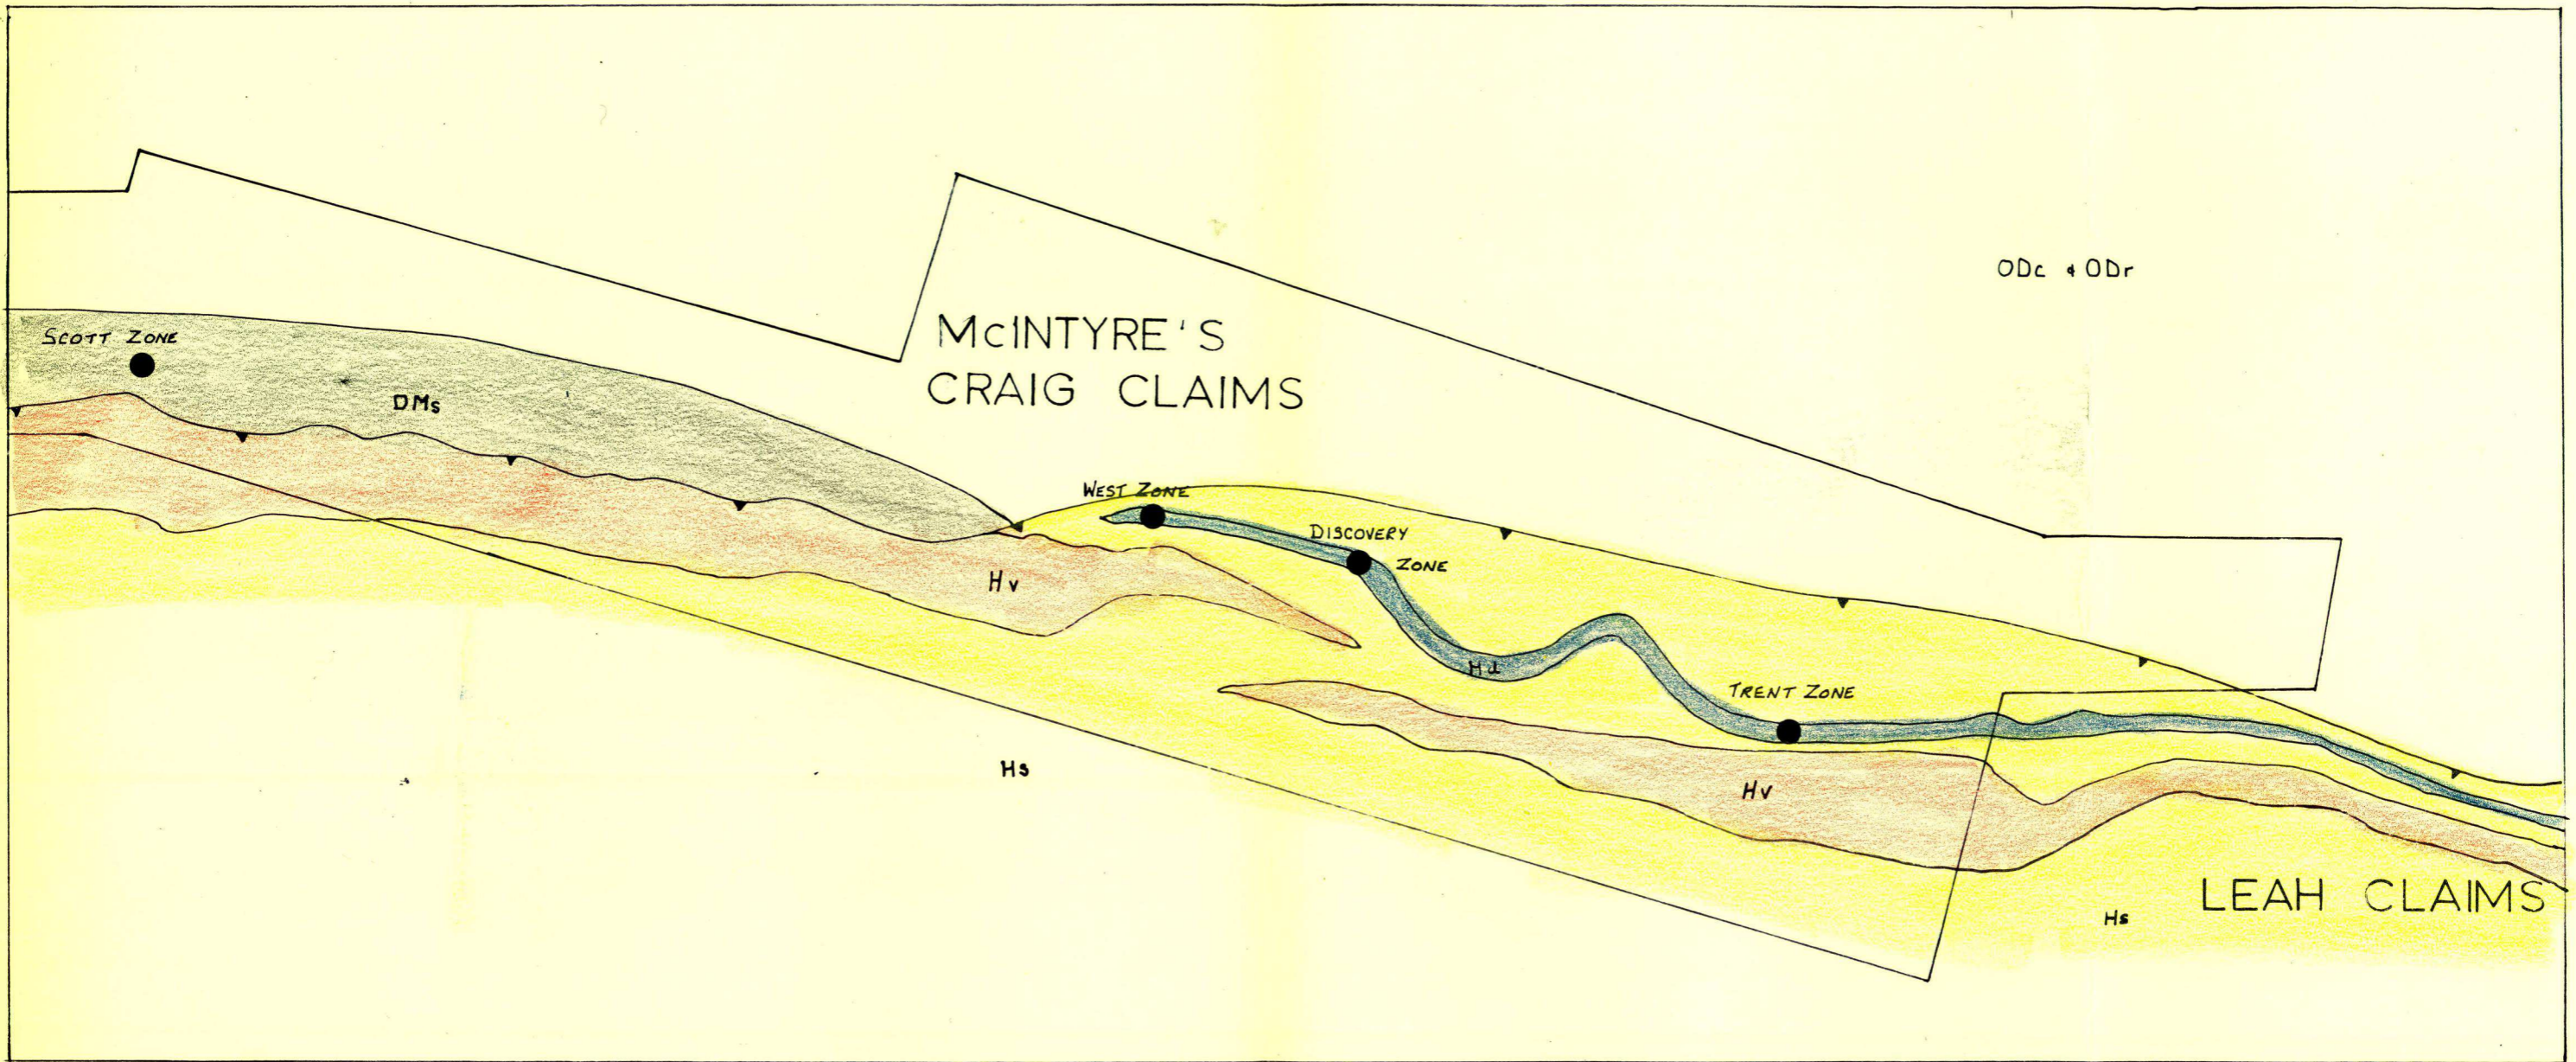 ODc & ODr
McINTYRE'S
CRAIG CLAIMS
SCOTT ZONE
DMs
WEST ZONE
DISCOVERY
ZONE
Hv
Hd
TRENT ZONE
Hs
Hv
LEAH CLAIMS
Hs